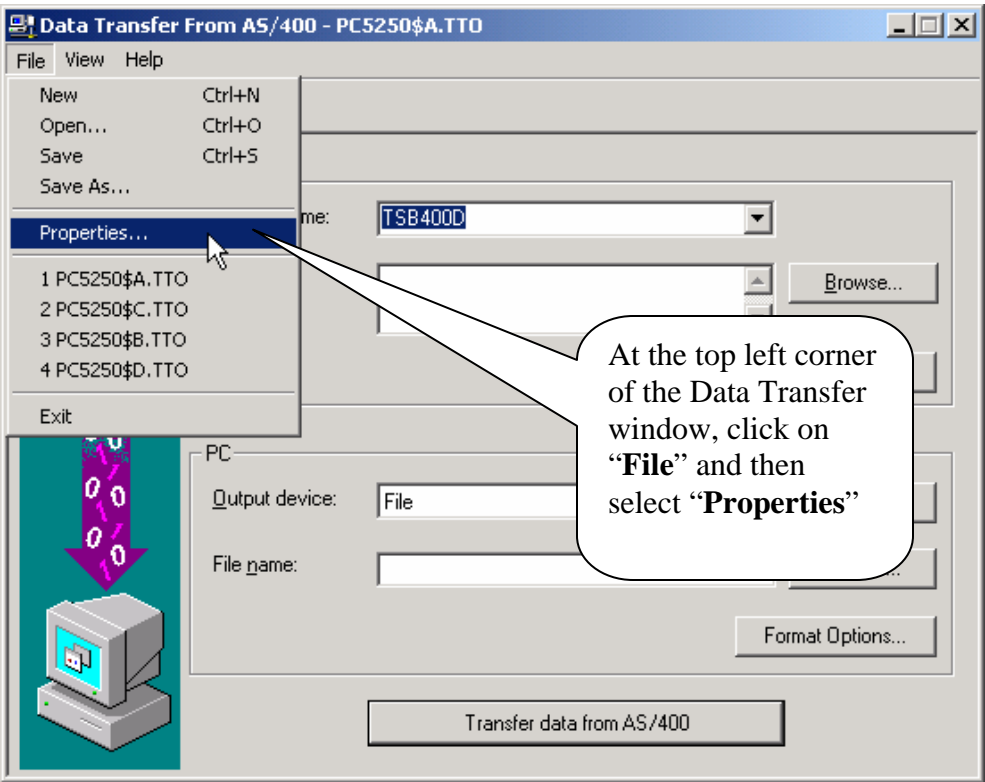 Data Transfer From AS/400 - PC5250$A.TTO
File View Help
New Ctrl+N
Open... Ctrl+O
Save Ctrl+S
Save As...
Properties...
1 PC5250$A.TTO
2 PC5250$C.TTO
3 PC5250$B.TTO
4 PC5250$D.TTO
Exit
me:
TSB400D
Browse...
At the top left corner
of the Data Transfer
window, click on
“File” and then
select “Properties”
PC
Output device: File
File name:
Format Options...
Transfer data from AS/400